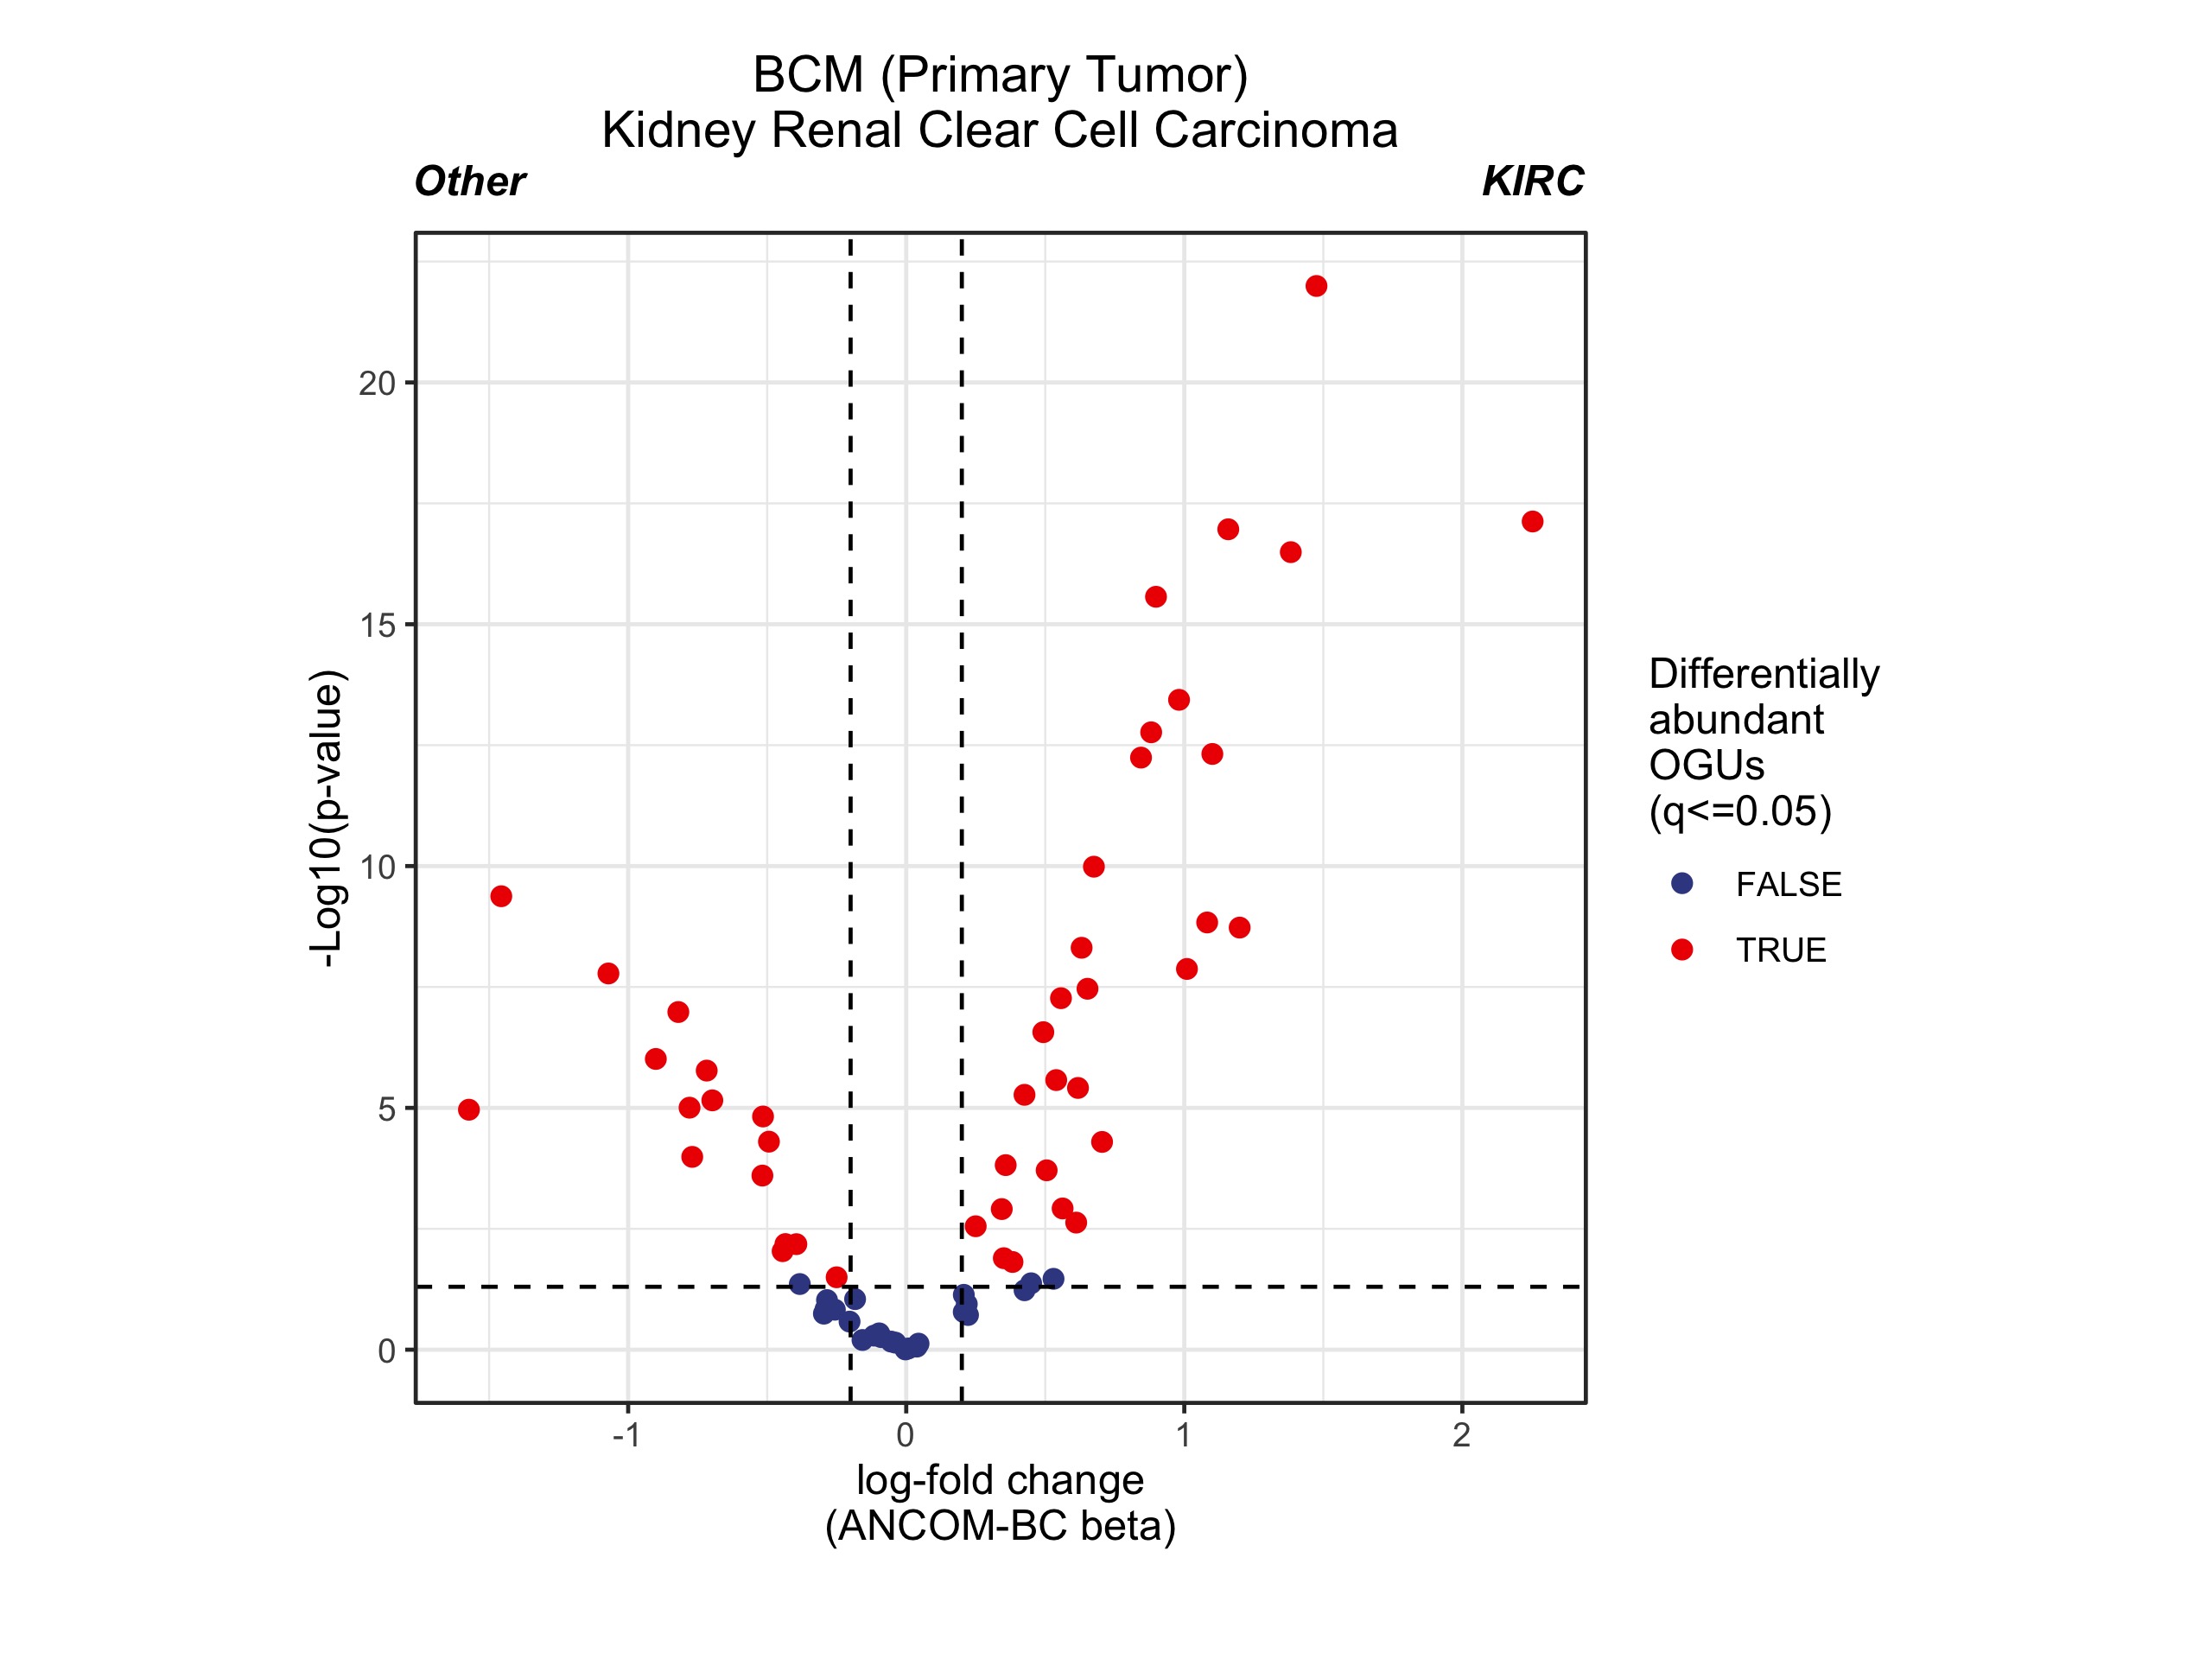 BCM (Primary Tumor)
Kidney Renal Clear Cell Carcinoma
Other KIRC
20
15
10
5
0
-Log10(p-value)
-1 0 1 2
log-fold change
(ANCOM-BC beta)
Differentially
abundant
OGUs
(q<=0.05)
FALSE
TRUE